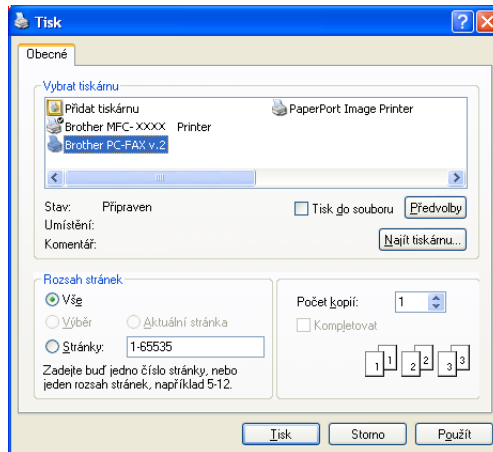 Tisk
Obecné
Vybrat tiskárnu
Přidat tiskárnu
PaperPort Image Printer
Brother MFC-XXXX Printer
Brother PC-FAX v.2
Stav: Připraven
Tisk do souboru
Předvolby
Umístění:
Komentář:
Najít tiskárnu...
Rozsah stránek
Vše
Výběr
Aktuální stránka
Stránky: 1-65535
Zadejte buď jedno číslo stránky, nebo
jeden rozsah stránek, například 5-12.
Počet kopií: 1
Kompletovat
1 1 2 2 3 3
Tisk
Storno
Použít